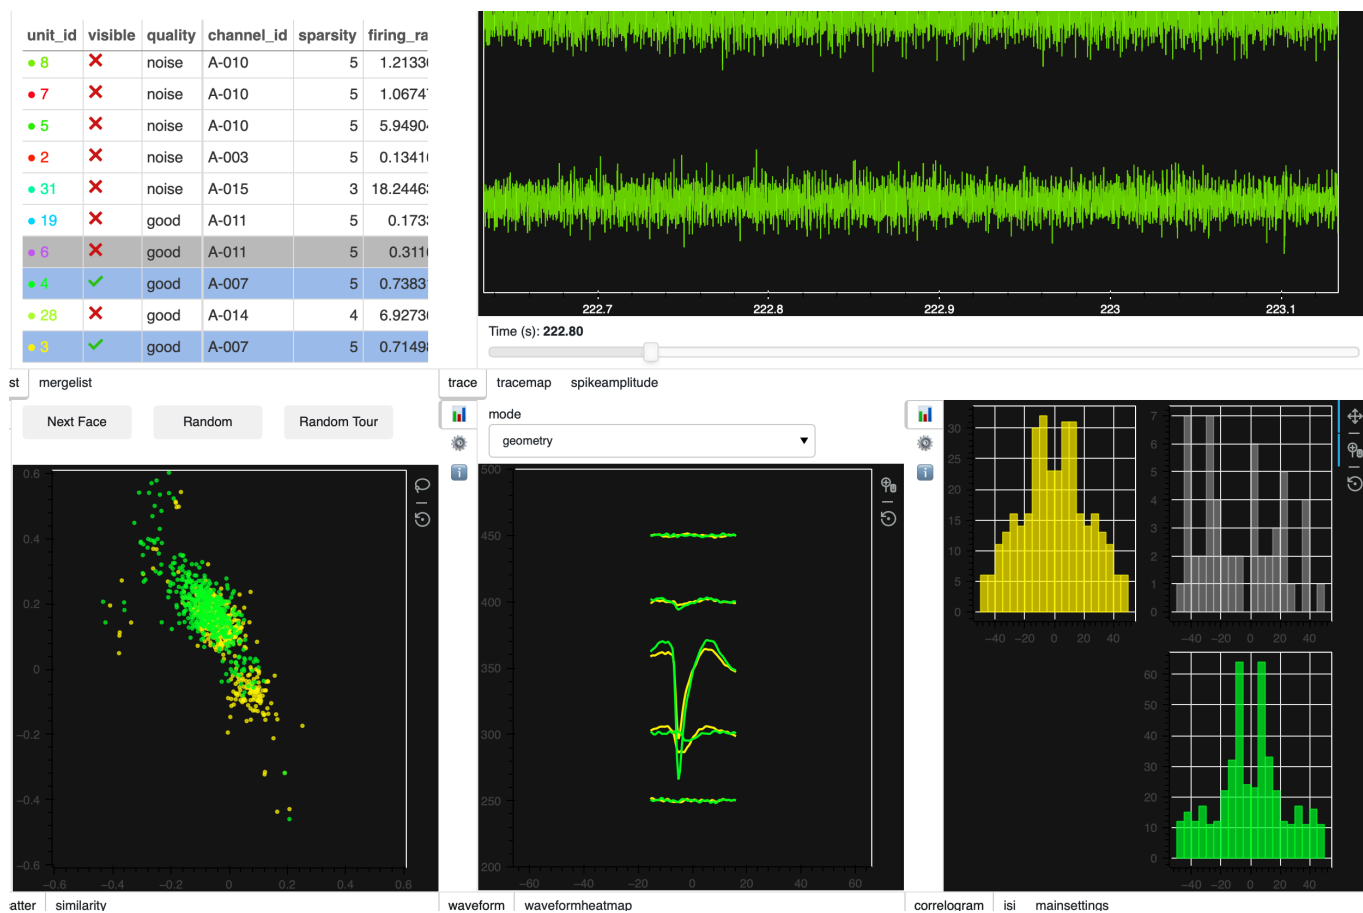 unit_id visible quality channel_id sparsity firing_ra
8 noise A-010 5 1.2133
7 noise A-010 5 1.0674
5 noise A-010 5 5.9490
2 noise A-003 5 0.1341
31 noise A-015 3 18.2446
19 good A-011 5 0.173
6 good A-011 5 0.311
4 good A-007 5 0.7383
28 good A-014 4 6.9273
3 good A-007 5 0.7149
222.7 222.8 222.9 223 223.1
Time (s): 222.80
st mergelist
trace tracemap spikeamplitude
Next Face Random Random Tour
mode
geometry
0.6
0.4
0.2
0
−0.2
−0.4
−0.6
−0.6 −0.4 −0.2 0 0.2 0.4 0.6
500
450
400
350
300
250
200
−60 −40 −20 0 20 40 60
30
25
20
15
10
5
0
−40 −20 0 20 40
7
6
5
4
3
2
1
0
−40 −20 0 20 40
60
50
40
30
20
10
0
−40 −20 0 20 40
atter similarity
waveform waveformheatmap
correlogram isi mainsettings